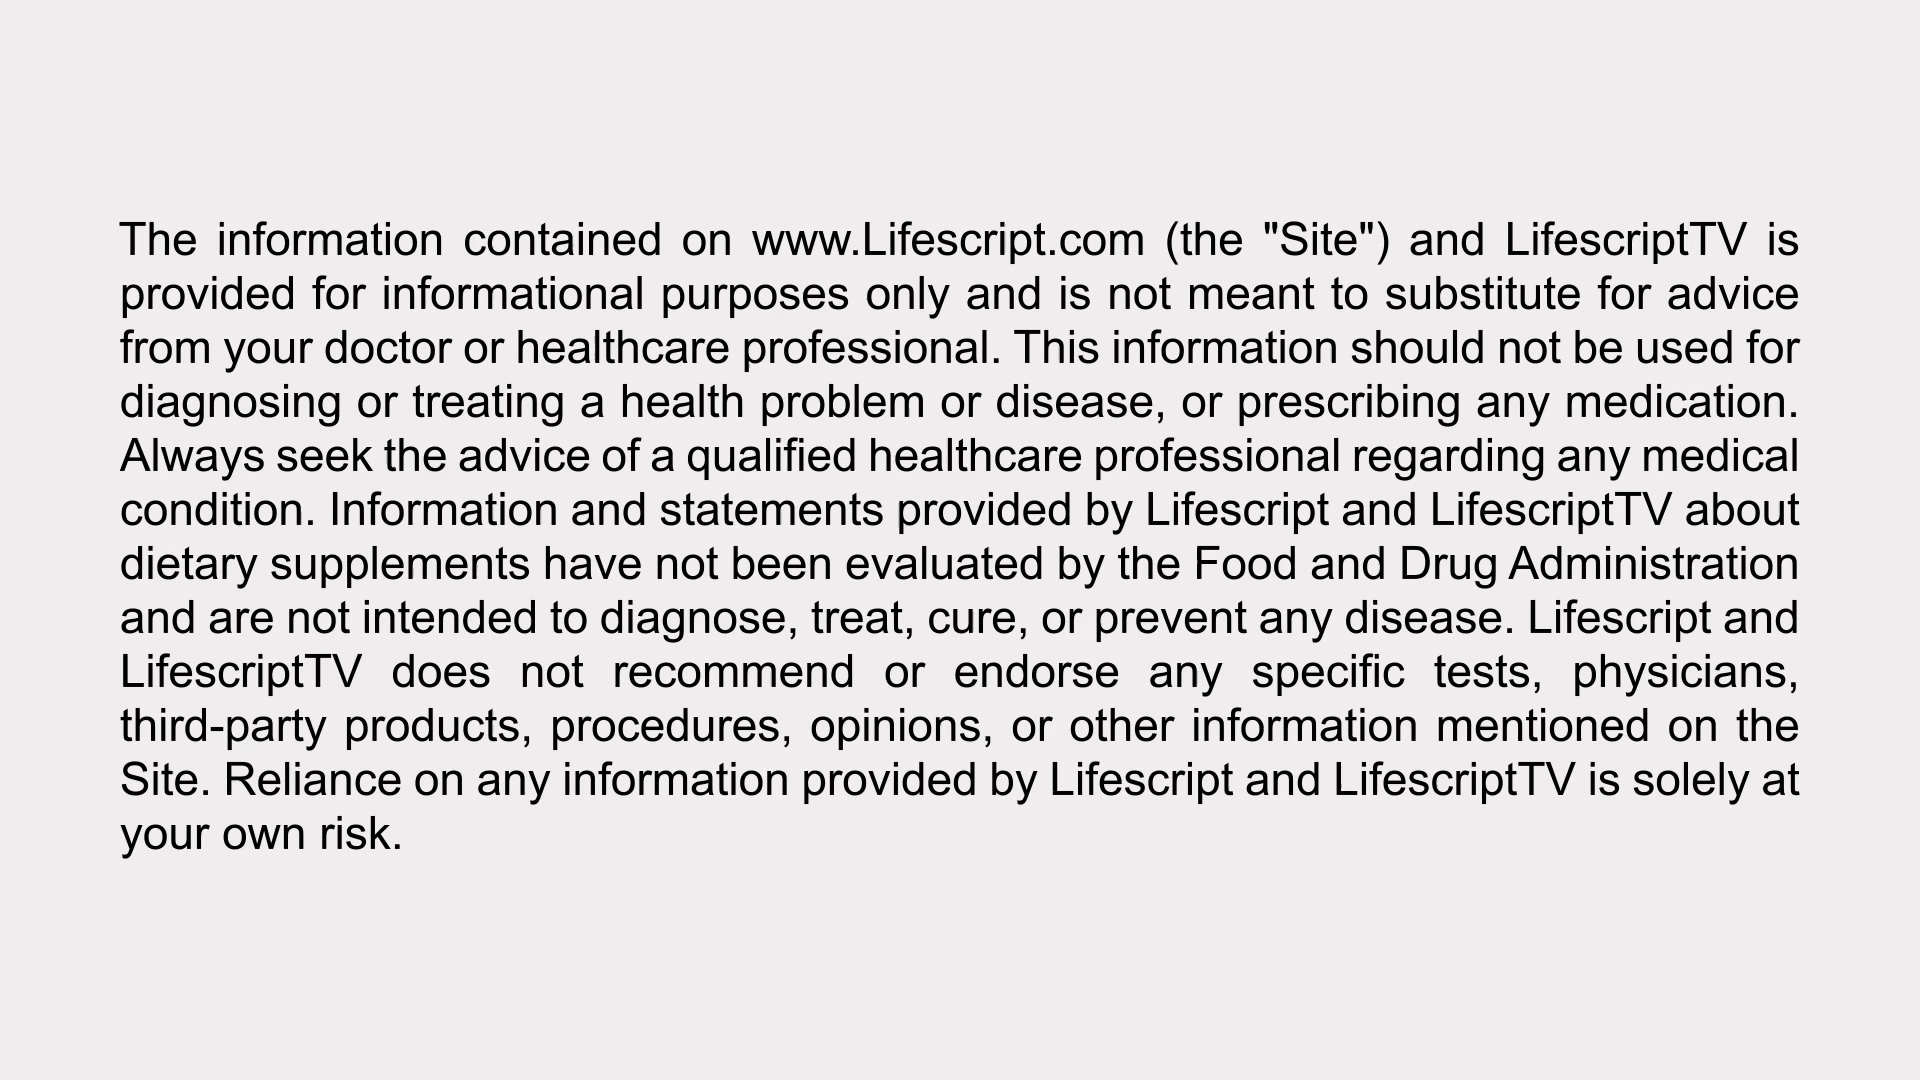 The information contained on www.Lifescript.com (the "Site") and LifescriptTV is
provided for informational purposes only and is not meant to substitute for advice
from your doctor or healthcare professional. This information should not be used for
diagnosing or treating a health problem or disease, or prescribing any medication.
Always seek the advice of a qualified healthcare professional regarding any medical
condition. Information and statements provided by Lifescript and LifescriptTV about
dietary supplements have not been evaluated by the Food and Drug Administration
and are not intended to diagnose, treat, cure, or prevent any disease. Lifescript and
LifescriptTV does not recommend or endorse any specific tests, physicians,
third-party products, procedures, opinions, or other information mentioned on the
Site. Reliance on any information provided by Lifescript and LifescriptTV is solely at
your own risk.